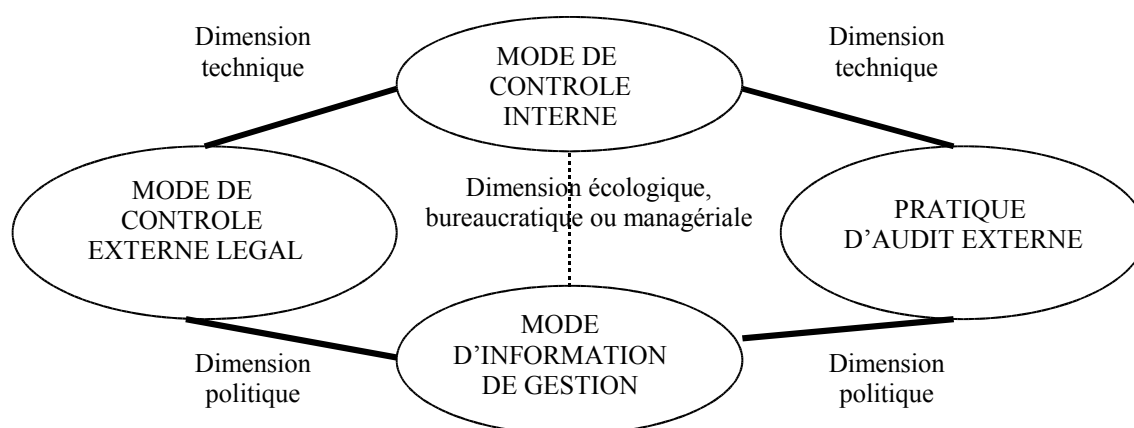 Dimension
technique
MODE DE
CONTROLE
INTERNE
Dimension
technique
MODE DE
CONTROLE
EXTERNE LEGAL
Dimension écologique,
bureaucratique ou managériale
PRATIQUE
D’AUDIT EXTERNE
Dimension
politique
MODE
D’INFORMATION
DE GESTION
Dimension
politique